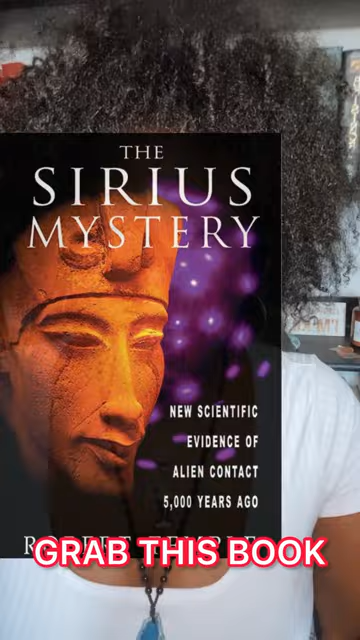 THE
SIRIUS
MYSTERY
NEW SCIENTIFIC
EVIDENCE OF
ALIEN CONTACT
5,000 YEARS AGO
GRAB THIS BOOK